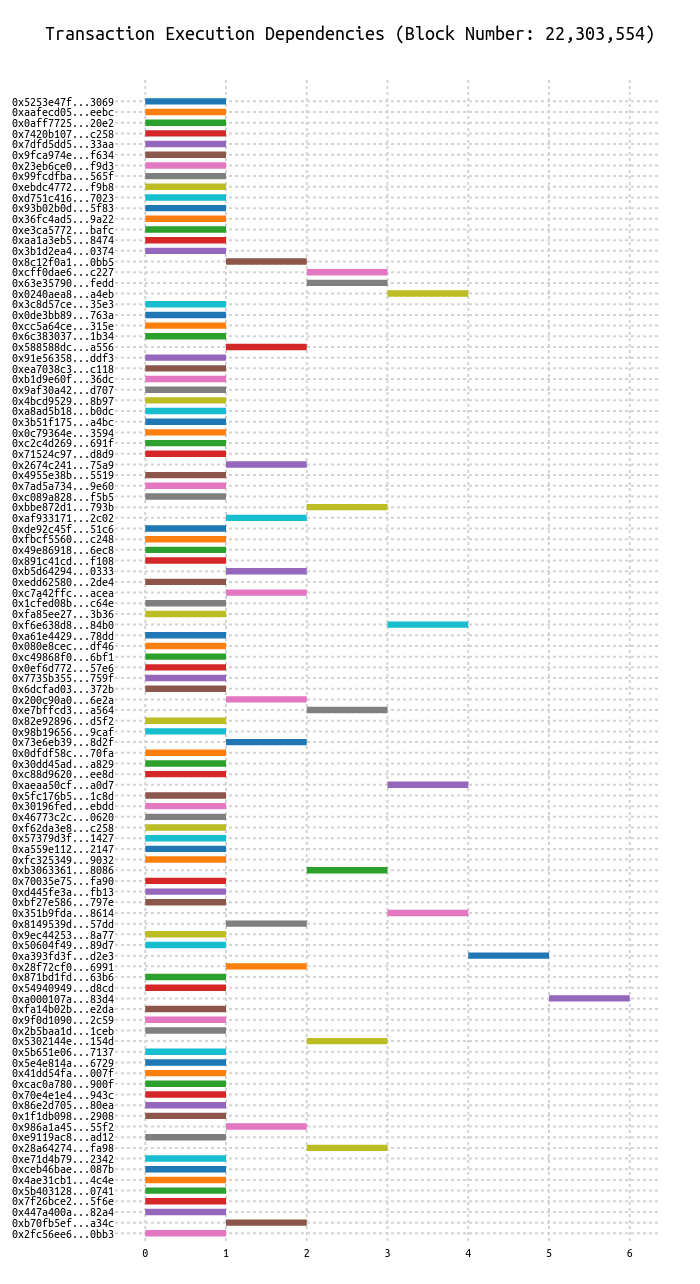 Transaction Execution Dependencies (Block Number: 22,303,554)
0x5253e47f...3069
0xaafecd05...eebc
0x0aff7725...20e2
0x7420b107...c258
0x7dfd5dd5...33aa
0x9fca974e...f634
0x23eb6ce0...f9d3
0x99fcdfba...565f
0xebdc4772...f9b8
0xd751c416...7023
0x93b02b0d...5f83
0x36fc4ad5...9a22
0xe3ca5772...bafc
0xaa1a3eb5...8474
0x3b1d2ea4...0374
0x8c12f0a1...0bb5
0xcff0dae6...c227
0x63e35790...fedd
0x0240aea8...a4eb
0x3c8d57ce...35e3
0x0de3bb89...763a
0xcc5a64ce...315e
0x6c383037...1b34
0x588588dc...a556
0x91e56358...ddf3
0xea7038c3...c118
0xb1d9e60f...36dc
0x9af30a42...d707
0x4bcd9529...8b97
0xa8ad5b18...b0dc
0x3b51f175...a4bc
0x0c79364e...3594
0xc2c4d269...691f
0x71524c97...d8d9
0x2674c241...75a9
0x4955e38b...5519
0x7ad5a734...9e60
0xc089a828...f5b5
0xbbe872d1...793b
0xaf933171...2c02
0xde92c45f...51c6
0xfbcf5560...c248
0x49e86918...6ec8
0x891c41cd...f108
0xb5d64294...0333
0xedd62580...2de4
0xc7a42ffc...acea
0x1cfed08b...c64e
0xfa85ee27...3b36
0xf6e638d8...84b0
0xa61e4429...78dd
0x080e8cec...df46
0xc49868f0...6bf1
0x0ef6d772...57e6
0x7735b355...759f
0x6dcfad03...372b
0x200c90a0...6e2a
0xe7bffcd3...a564
0x82e92896...d5f2
0x98b19656...9caf
0x73e6eb39...8d2f
0x0dfdf58c...70fa
0x30dd45ad...a829
0xc88d9620...ee8d
0xaeaa50cf...a0d7
0x5fc176b5...1c8d
0x30196fed...ebdd
0x46773c2c...0620
0xf62da3e8...c258
0x57379d3f...1427
0xa559e112...2147
0xfc325349...9032
0xb3063361...8086
0x70035e75...fa90
0xd445fe3a...fb13
0xbf27e586...797e
0x351b9fda...8614
0x8149539d...57dd
0x9ec44253...8a77
0x50604f49...89d7
0xa393fd3f...d2e3
0x28f72cf0...6991
0x871bd1fd...63b6
0x54940949...d8cd
0xa000107a...83d4
0xfa14b02b...e2da
0x9f0d1090...2c59
0x2b5baa1d...1ceb
0x5302144e...154d
0x5b651e06...7137
0x5e4e814a...6729
0x41dd54fa...007f
0xcac0a780...900f
0x70e4e1e4...943c
0x86e2d705...80ea
0x1f1db098...2908
0x986a1a45...55f2
0xe9119ac8...ad12
0x28a64274...fa98
0xe71d4b79...2342
0xceb46bae...087b
0x4ae31cb1...4c4e
0x5b403128...0741
0x7f26bce2...5f6e
0x447a400a...82a4
0xb70fb5ef...a34c
0x2fc56ee6...0bb3
0 1 2 3 4 5 6